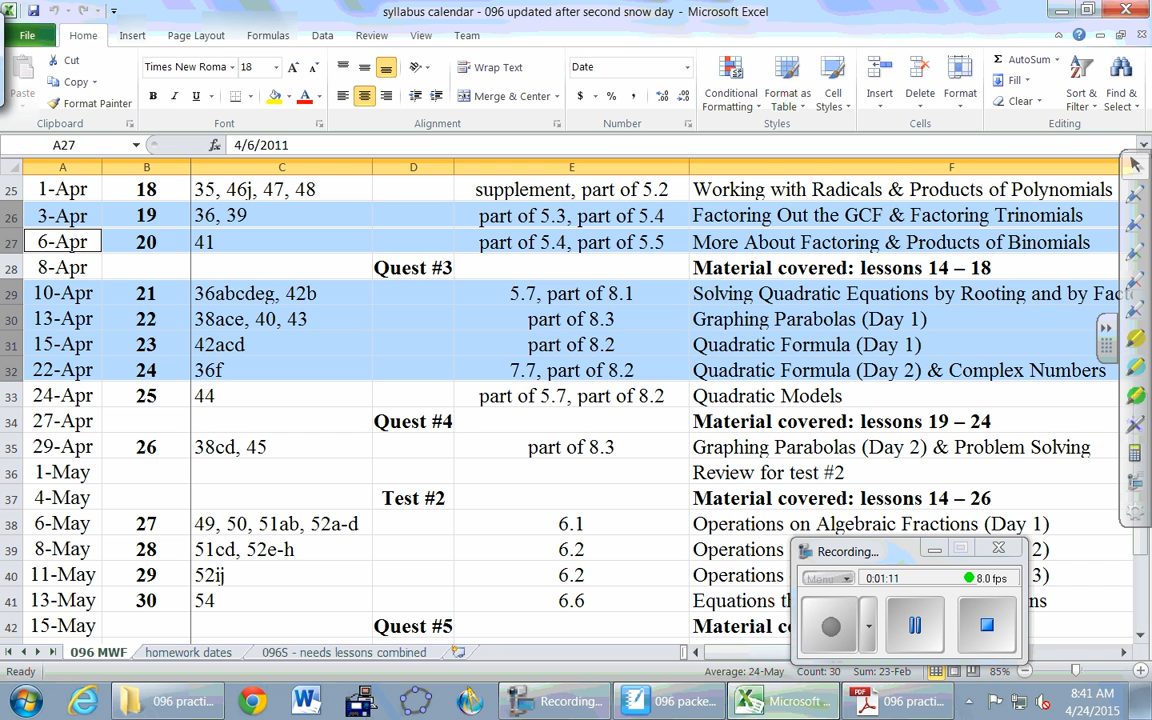 syllabus calendar - 096 updated after second snow day - Microsoft Excel
File Home Insert Page Layout Formulas Data Review View Team
Paste Cut Copy Format Painter Clipboard
Times New Roma 18 B I U Font
Wrap Text Merge & Center Alignment
Date $ % , Number
Conditional Formatting Format as Table Cell Styles Styles
Insert Delete Format Cells
Σ AutoSum Fill Clear Sort & Filter Find & Select Editing
A27 fx 4/6/2011
A B C D E F
25 1-Apr 18 35, 46j, 47, 48 supplement, part of 5.2 Working with Radicals & Products of Polynomials
26 3-Apr 19 36, 39 part of 5.3, part of 5.4 Factoring Out the GCF & Factoring Trinomials
27 6-Apr 20 41 part of 5.4, part of 5.5 More About Factoring & Products of Binomials
28 8-Apr Quest #3 Material covered: lessons 14 – 18
29 10-Apr 21 36abcdeg, 42b 5.7, part of 8.1 Solving Quadratic Equations by Rooting and by Fact
30 13-Apr 22 38ace, 40, 43 part of 8.3 Graphing Parabolas (Day 1)
31 15-Apr 23 42acd part of 8.2 Quadratic Formula (Day 1)
32 22-Apr 24 36f 7.7, part of 8.2 Quadratic Formula (Day 2) & Complex Numbers
33 24-Apr 25 44 part of 5.7, part of 8.2 Quadratic Models
34 27-Apr Quest #4 Material covered: lessons 19 – 24
35 29-Apr 26 38cd, 45 part of 8.3 Graphing Parabolas (Day 2) & Problem Solving
36 1-May Review for test #2
37 4-May Test #2 Material covered: lessons 14 – 26
38 6-May 27 49, 50, 51ab, 52a-d 6.1 Operations on Algebraic Fractions (Day 1)
39 8-May 28 51cd, 52e-h 6.2 Operations 2)
40 11-May 29 52ij 6.2 Operations 3)
41 13-May 30 54 6.6 Equations th ns
42 15-May Quest #5 Material co
Recording...
Menu 0:01:11 8.0 fps
096 MWF homework dates 096S - needs lessons combined
Ready Average: 24-May Count: 30 Sum: 23-Feb 85%
096 practi... Recording... 096 packe... Microsoft ... 096 practi... 8:41 AM
4/24/2015